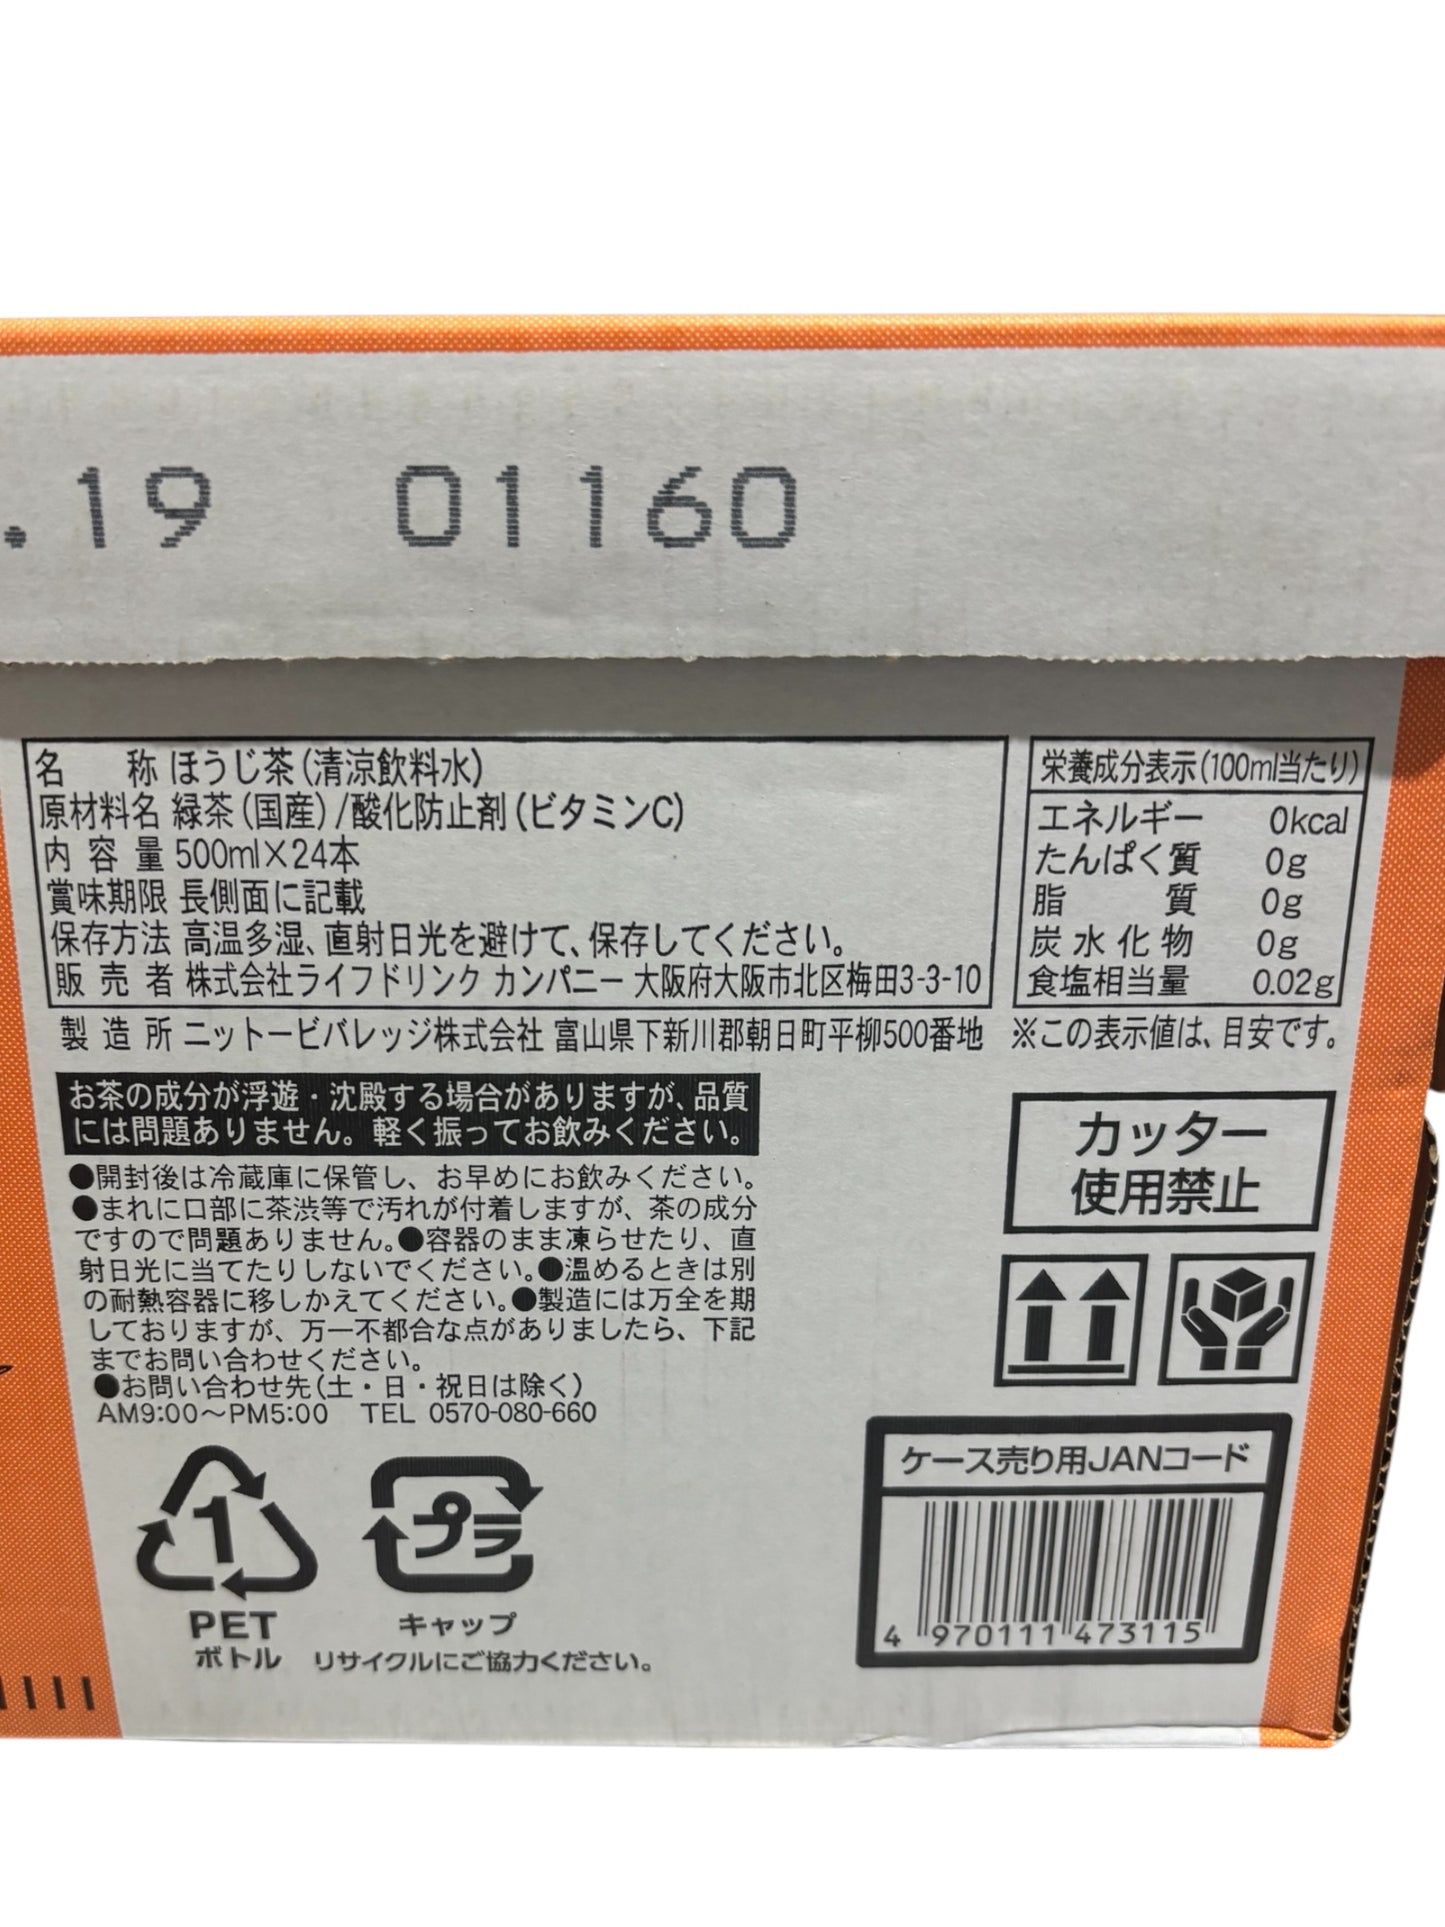 .19 01160
名称 ほうじ茶(清涼飲料水)
原材料名 緑茶(国産)/酸化防止剤(ビタミンC)
内容量 500ml×24本
賞味期限 長側面に記載
保存方法 高温多湿、直射日光を避けて、保存してください。
販売者 株式会社ライフドリンク カンパニー 大阪府大阪市北区梅田3-3-10
製造所 ニットービバレッジ株式会社 富山県下新川郡朝日町平柳500番地
栄養成分表示(100ml当たり)
エネルギー 0kcal
たんぱく質 0g
脂質 0g
炭水化物 0g
食塩相当量 0.02g
※この表示値は、目安です。
お茶の成分が浮遊・沈殿する場合がありますが、品質
には問題ありません。軽く振ってお飲みください。
●開封後は冷蔵庫に保管し、お早めにお飲みください。
●まれに口部に茶渋等で汚れが付着しますが、茶の成分
ですので問題ありません。●容器のまま凍らせたり、直
射日光に当てたりしないでください。●温めるときは別
の耐熱容器に移しかえてください。●製造には万全を期
しておりますが、万一不都合な点がありましたら、下記
までお問い合わせください。
●お問い合わせ先(土・日・祝日は除く)
AM9:00～PM5:00 TEL 0570-080-660
カッター
使用禁止
1
PET
ボトル
プラ
キャップ
リサイクルにご協力ください。
ケース売り用JANコード
4 970111 473115